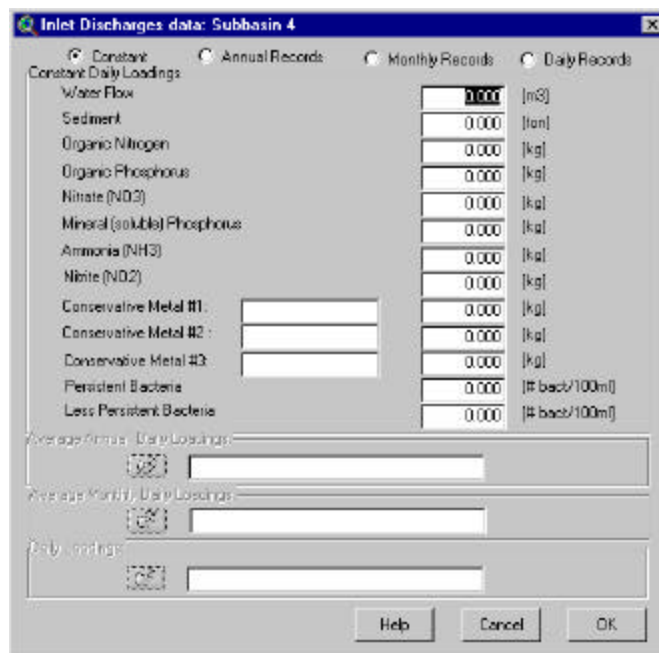 Inlet Discharges data: Subbasin 4
Constant Annual Records Monthly Records Daily Records
Constant Daily Loadings
Water Flow 0.000 [m3]
Sediment 0.000 [ton]
Organic Nitrogen 0.000 [kg]
Organic Phosphorus 0.000 [kg]
Nitrate (NO3) 0.000 [kg]
Mineral (soluble) Phosphorus 0.000 [kg]
Ammonia (NH3) 0.000 [kg]
Nitrite (NO2) 0.000 [kg]
Conservative Metal #1: 0.000 [kg]
Conservative Metal #2 : 0.000 [kg]
Conservative Metal #3: 0.000 [kg]
Persistent Bacteria 0.000 [# bact/100ml]
Less Persistent Bacteria 0.000 [# bact/100ml]
Average Annual Daily Loadings:
Average Monthly Daily Loadings:
Daily Loadings:
Help Cancel OK